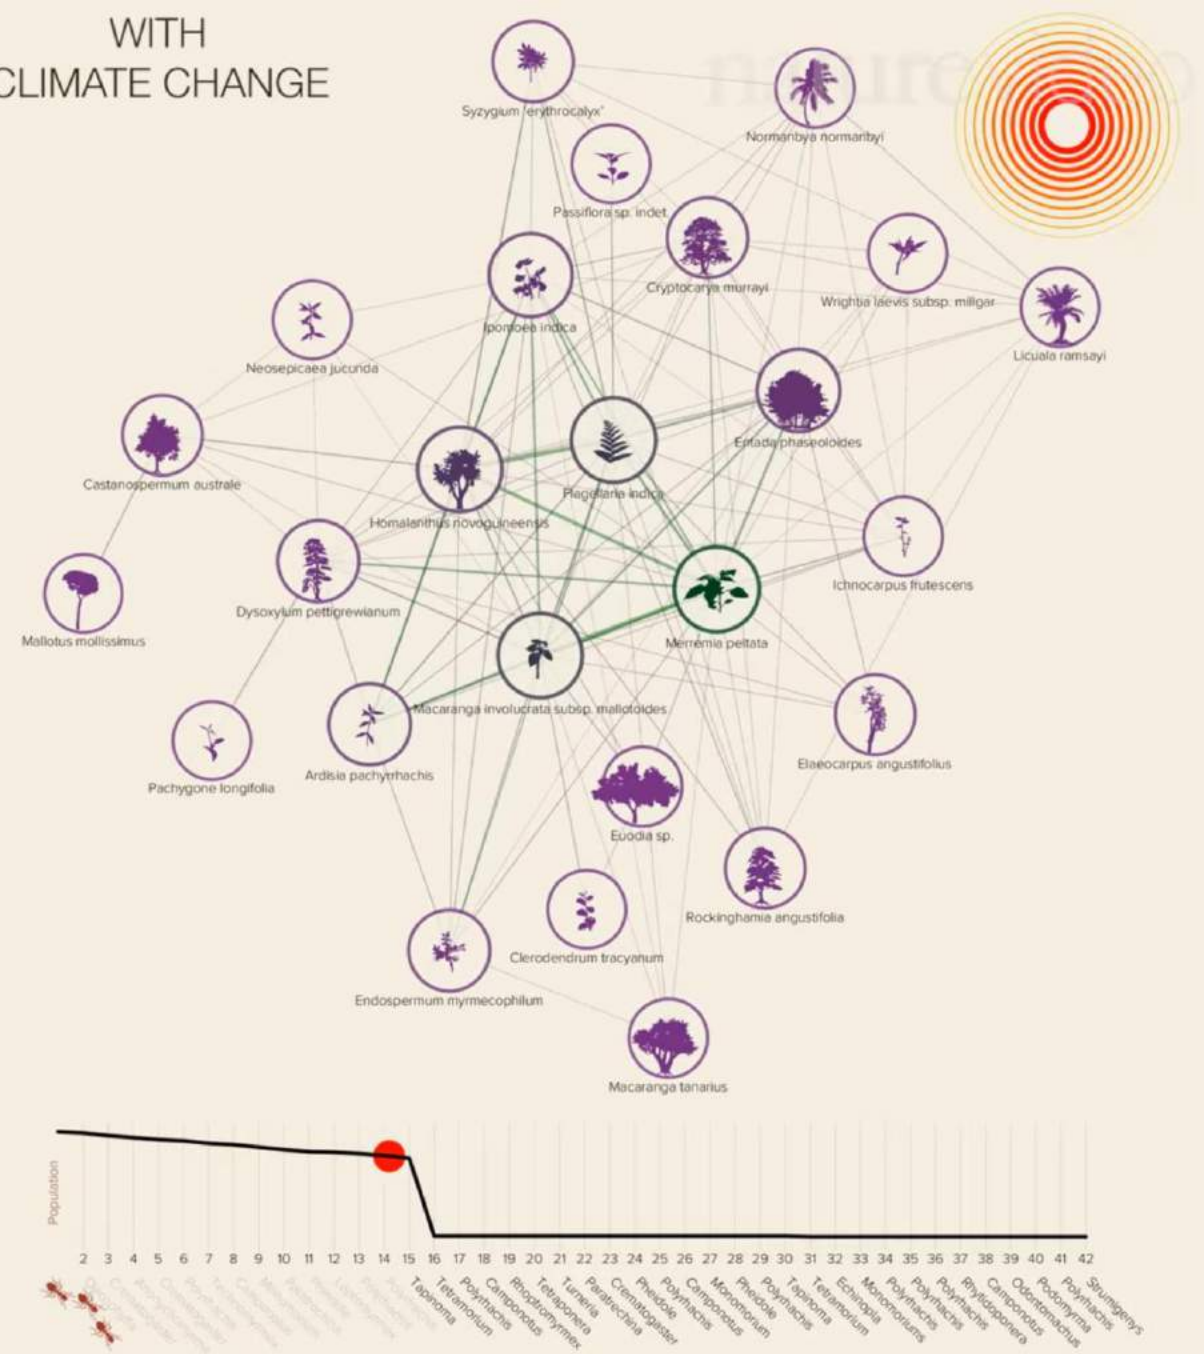 WITH
CLIMATE CHANGE
Syzygium 'erythrocalyx'
Normanbya normanbyi
Passiflora sp. indet.
Cryptocarya murrayi
Wrightia laevis subsp. millgar
Ipomoea indica
Licuala ramsayi
Neosepicaea jucunda
Entada phaseoloides
Castanospermum australe
Plagellaria indica
Homalanthus novoguineensis
Ichnocarpus frutescens
Dysoxylum pettigrewianum
Mallotus mollissimus
Merremia peltata
Macaranga involucrata subsp. mallotoides
Elaeocarpus angustifolius
Ardisia pachyrrhachis
Pachygone longifolia
Euodia sp.
Rockinghamia angustifolia
Clerodendrum tracyanum
Endospermum myrmecophilum
Macaranga tanarius
Population
2 3 4 5 6 7 8 9 10 11 12 13 14 15 16 17 18 19 20 21 22 23 24 25 26 27 28 29 30 31 32 33 34 35 36 37 38 39 40 41 42
Tapinoma
Tetramorium
Polyrhachis
Camponotus
Rhoptromyrmex
Tetraponera
Turneria
Paratrechina
Crematogaster
Pheidole
Polyrhachis
Camponotus
Monomorium
Pheidole
Polyrhachis
Tapinoma
Tetramorium
Echinopla
Monomoriums
Polyrhachis
Polyrhachis
Polyrhachis
Rhytidoponera
Camponotus
Odontomachus
Podomyrma
Polyrhachis
Strumigenys